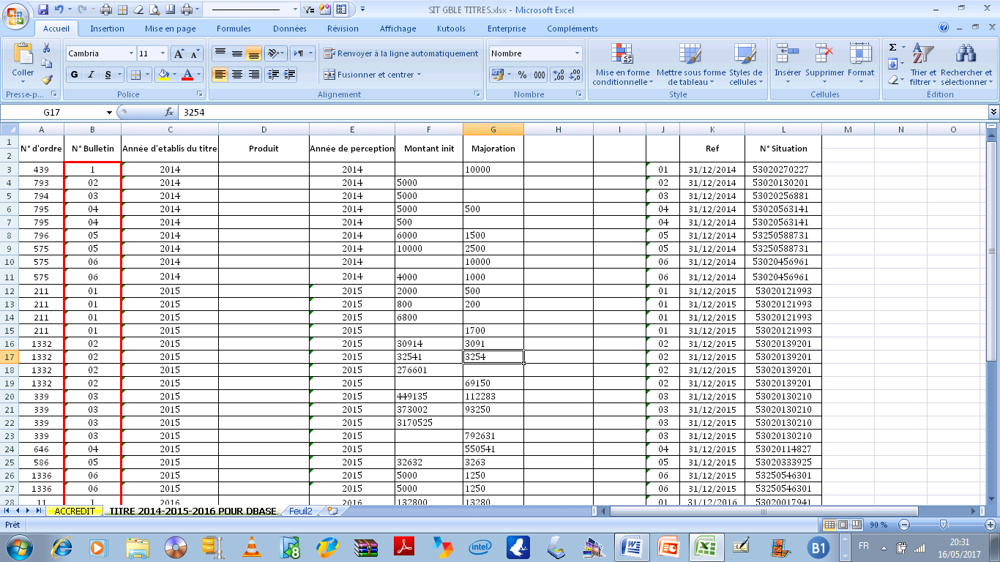 SIT GBLE TITRES.xlsx - Microsoft Excel
Accueil Insertion Mise en page Formules Données Révision Affichage Kutools Enterprise Compléments
Coller
Cambria 11
G I S
Renvoyer à la ligne automatiquement
Fusionner et centrer
Nombre
% 000
Mise en forme conditionnelle
Mettre sous forme de tableau
Styles de cellules
Insérer Supprimer Format
Trier et filtrer
Rechercher et sélectionner
Presse-p... Police Alignement Nombre Style Cellules Édition
G17 fx 3254
A B C D E F G H I J K L M N O
1 N° d'ordre N° Bulletin Année d'etablis du titre Produit Année de perception Montant init Majoration Ref N° Situation
2
3 439 1 2014 2014 10000 01 31/12/2014 53020270227
4 793 02 2014 2014 5000 02 31/12/2014 53020130201
5 794 03 2014 2014 5000 03 31/12/2014 53020256881
6 795 04 2014 2014 5000 500 04 31/12/2014 53020563141
7 795 04 2014 2014 500 04 31/12/2014 53020563141
8 796 05 2014 2014 6000 1500 05 31/12/2014 53250588731
9 575 05 2014 2014 10000 2500 05 31/12/2014 53250588731
10 575 06 2014 2014 10000 06 31/12/2014 53020456961
11 575 06 2014 2014 4000 1000 06 31/12/2014 53020456961
12 211 01 2015 2015 2000 500 01 31/12/2015 53020121993
13 211 01 2015 2015 800 200 01 31/12/2015 53020121993
14 211 01 2015 2015 6800 01 31/12/2015 53020121993
15 211 01 2015 2015 1700 01 31/12/2015 53020121993
16 1332 02 2015 2015 30914 3091 02 31/12/2015 53020139201
17 1332 02 2015 2015 32541 3254 02 31/12/2015 53020139201
18 1332 02 2015 2015 276601 02 31/12/2015 53020139201
19 1332 02 2015 2015 69150 02 31/12/2015 53020139201
20 339 03 2015 2015 449135 112283 03 31/12/2015 53020130210
21 339 03 2015 2015 373002 93250 03 31/12/2015 53020130210
22 339 03 2015 2015 3170525 03 31/12/2015 53020130210
23 339 03 2015 2015 792631 03 31/12/2015 53020130210
24 646 04 2015 2015 550541 04 31/12/2015 53020114827
25 586 05 2015 2015 32632 3263 05 31/12/2015 53020333925
26 1336 06 2015 2015 5000 1250 06 31/12/2015 53250546301
27 1336 06 2015 2015 5000 1250 06 31/12/2015 53250546301
28 11 1 2016 2016 132800 13280 01 31/12/2016 53020017941
ACCREDIT TITRE 2014-2015-2016 POUR DBASE Feuil2
Prêt 90 %
intel B1 FR 20:31
16/05/2017